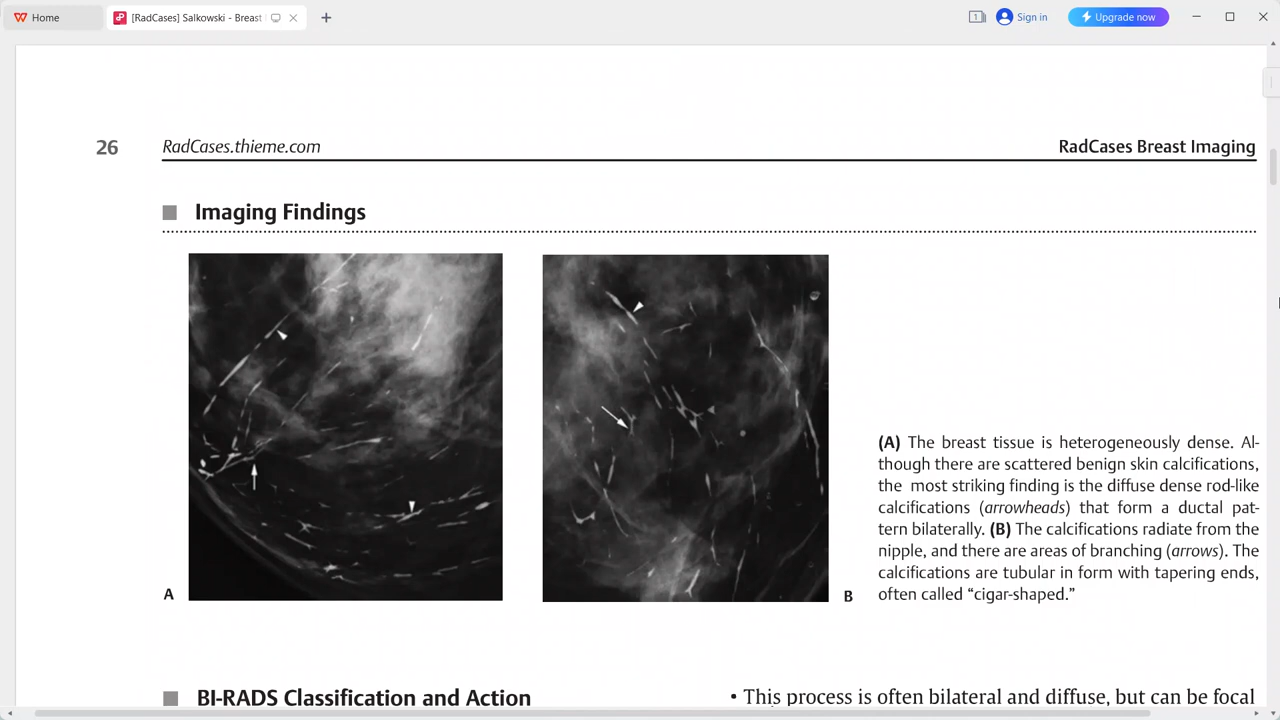 Home
[RadCases] Salkowski - Breast
1
Sign in
Upgrade now
26
RadCases.thieme.com
RadCases Breast Imaging
Imaging Findings
A
B
(A) The breast tissue is heterogeneously dense. Al-
though there are scattered benign skin calcifications,
the most striking finding is the diffuse dense rod-like
calcifications (arrowheads) that form a ductal pat-
tern bilaterally. (B) The calcifications radiate from the
nipple, and there are areas of branching (arrows). The
calcifications are tubular in form with tapering ends,
often called “cigar-shaped.”
BI-RADS Classification and Action
• This process is often bilateral and diffuse, but can be focal